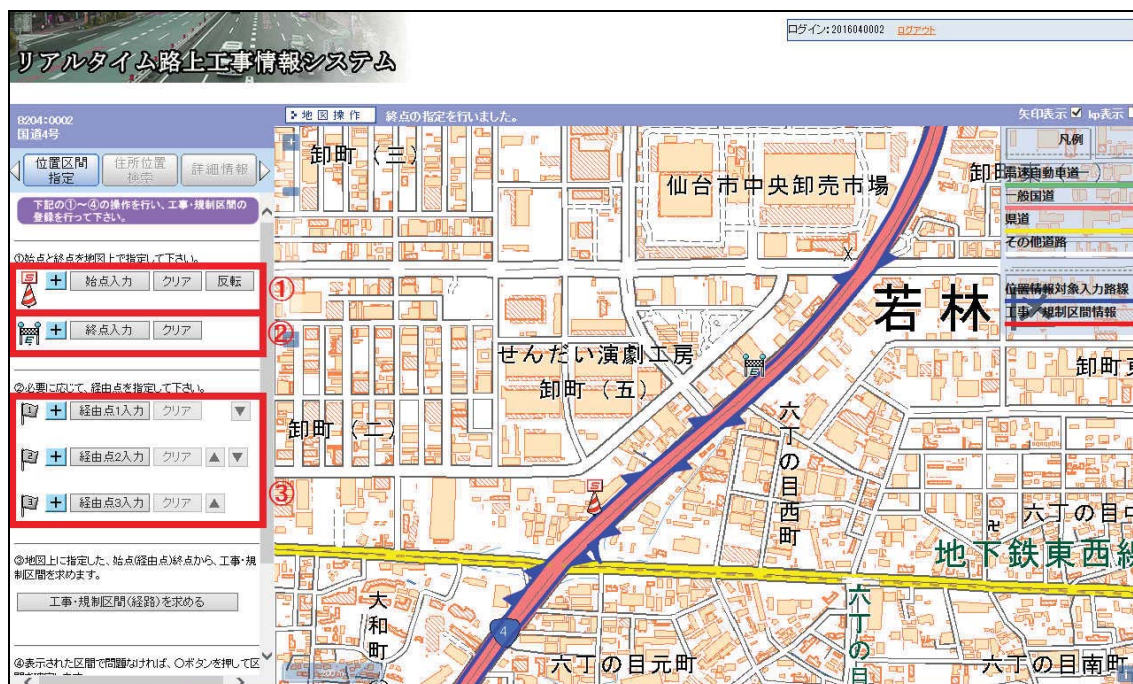 リアルタイム路上工事情報システム
ログイン:2016040002 ログアウト
8204:0002
国道4号
地図操作 終点の指定を行いました。
矢印表示 kp表示
位置区間指定
住所位置検索
詳細情報
下記の①～④の操作を行い、工事・規制区間の
登録を行って下さい。
①始点と終点を地図上で指定して下さい。
S + 始点入力 クリア 反転 ①
+ 終点入力 クリア ②
②必要に応じて、経由点を指定して下さい。
1 + 経由点1入力 クリア ▼
2 + 経由点2入力 クリア ▲ ▼
3 + 経由点3入力 クリア ▲
③
③地図上に指定した、始点(経由点)終点から、工事・規
制区間を求めます。
工事・規制区間(経路)を求める
④表示された区間で問題なければ、○ボタンを押して区
卸町（三）
仙台市中央卸売市場
凡例
高速自動車道
一般国道
県道
その他道路
位置情報対象入力路線
工事・規制区間情報
若林区
せんだい演劇工房
卸町（五）
卸町（二）
卸町東
六丁の目西町
六丁の目中
地下鉄東西線
大和町
4
六丁の目元町
六丁の目
六丁の目南町
S